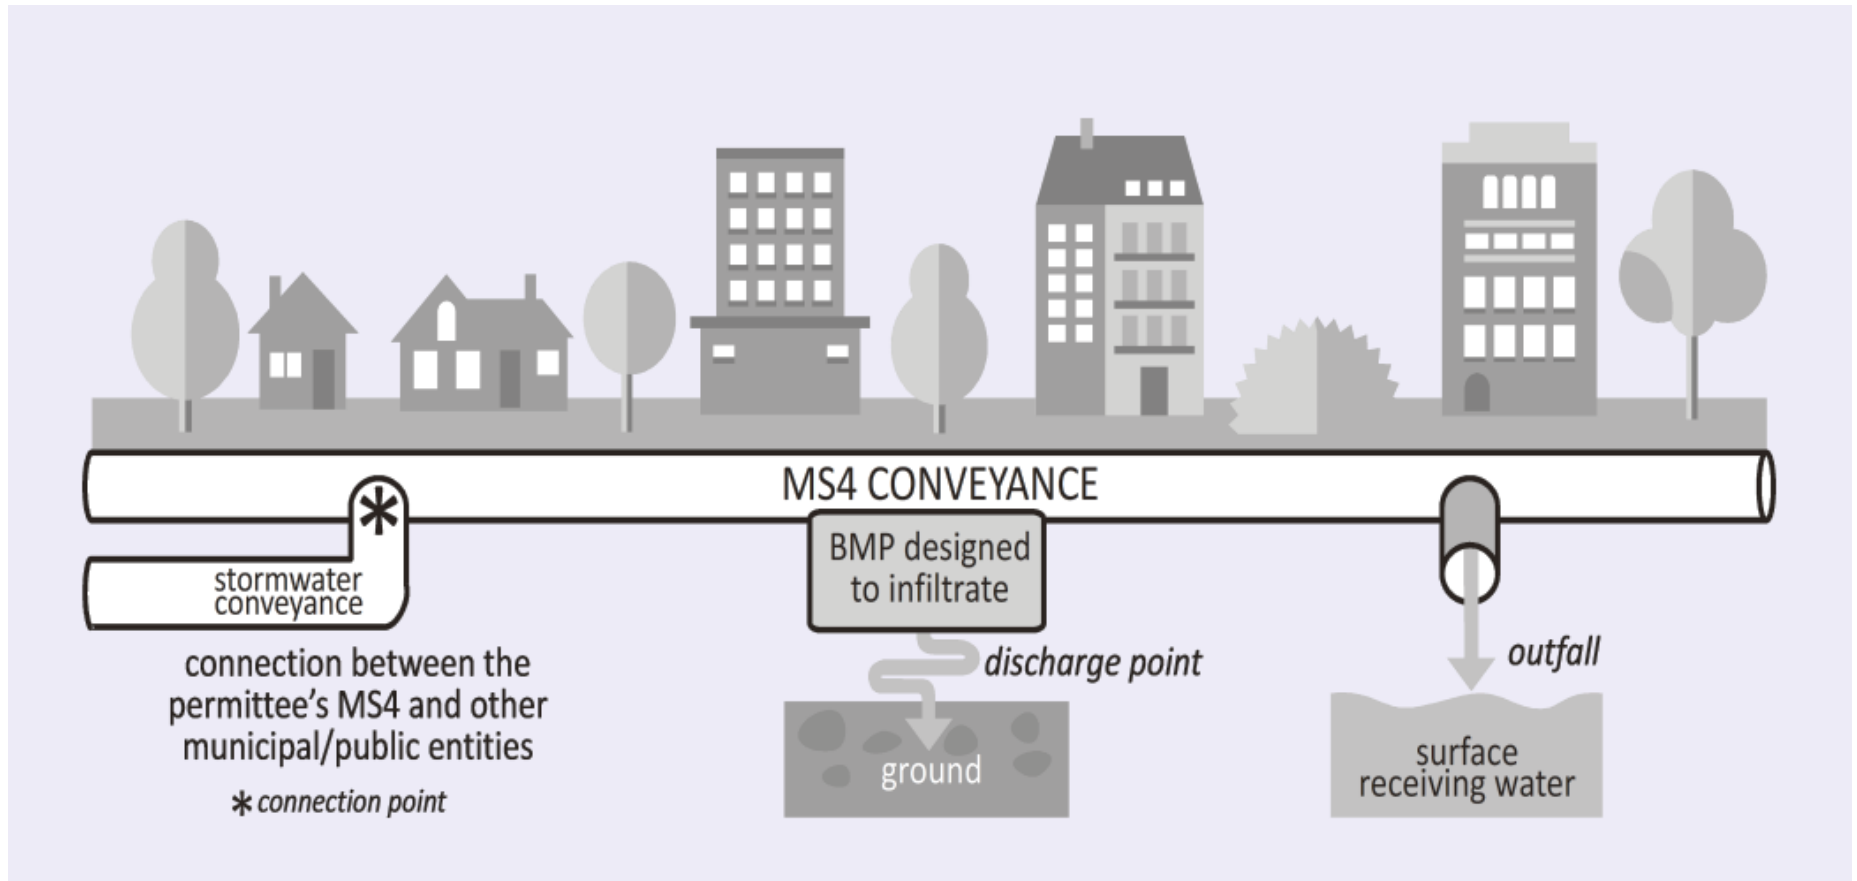 MS4 CONVEYANCE
*
stormwater
conveyance
connection between the
permittee's MS4 and other
municipal/public entities
* connection point
BMP designed
to infiltrate
discharge point
ground
outfall
surface
receiving water